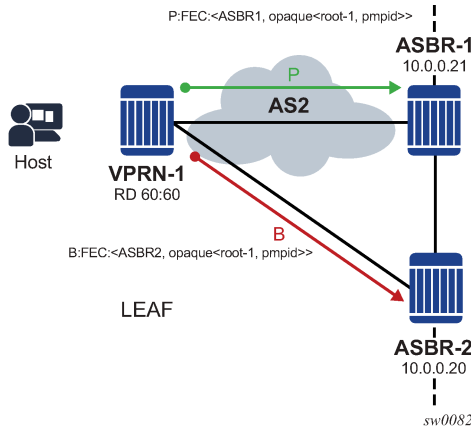 P:FEC:<ASBR1, opaque<root-1, pmpid>>
ASBR-1
10.0.0.21
P
AS2
Host
VPRN-1
RD 60:60
B
B:FEC:<ASBR2, opaque<root-1, pmpid>>
LEAF
ASBR-2
10.0.0.20
sw0082